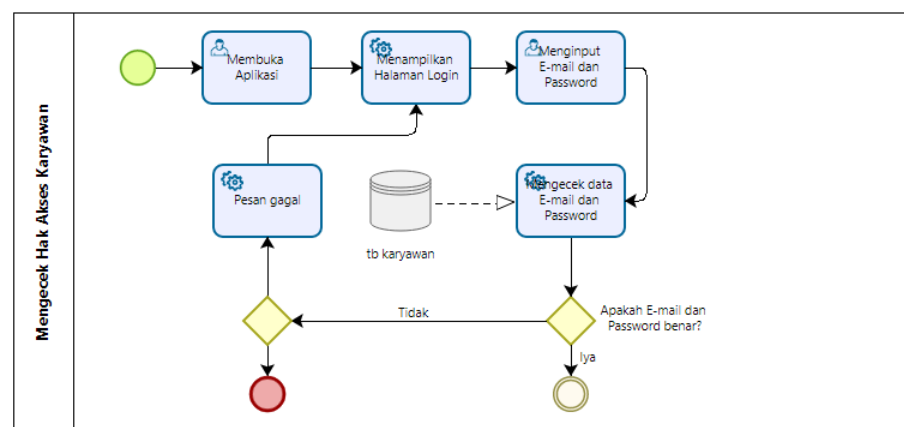 Mengecek Hak Akses Karyawan
Membuka
Aplikasi
Menampilkan
Halaman Login
Menginput
E-mail dan
Password
Pesan gagal
tb karyawan
Mengecek data
E-mail dan
Password
Tidak
Apakah E-mail dan
Password benar?
Iya